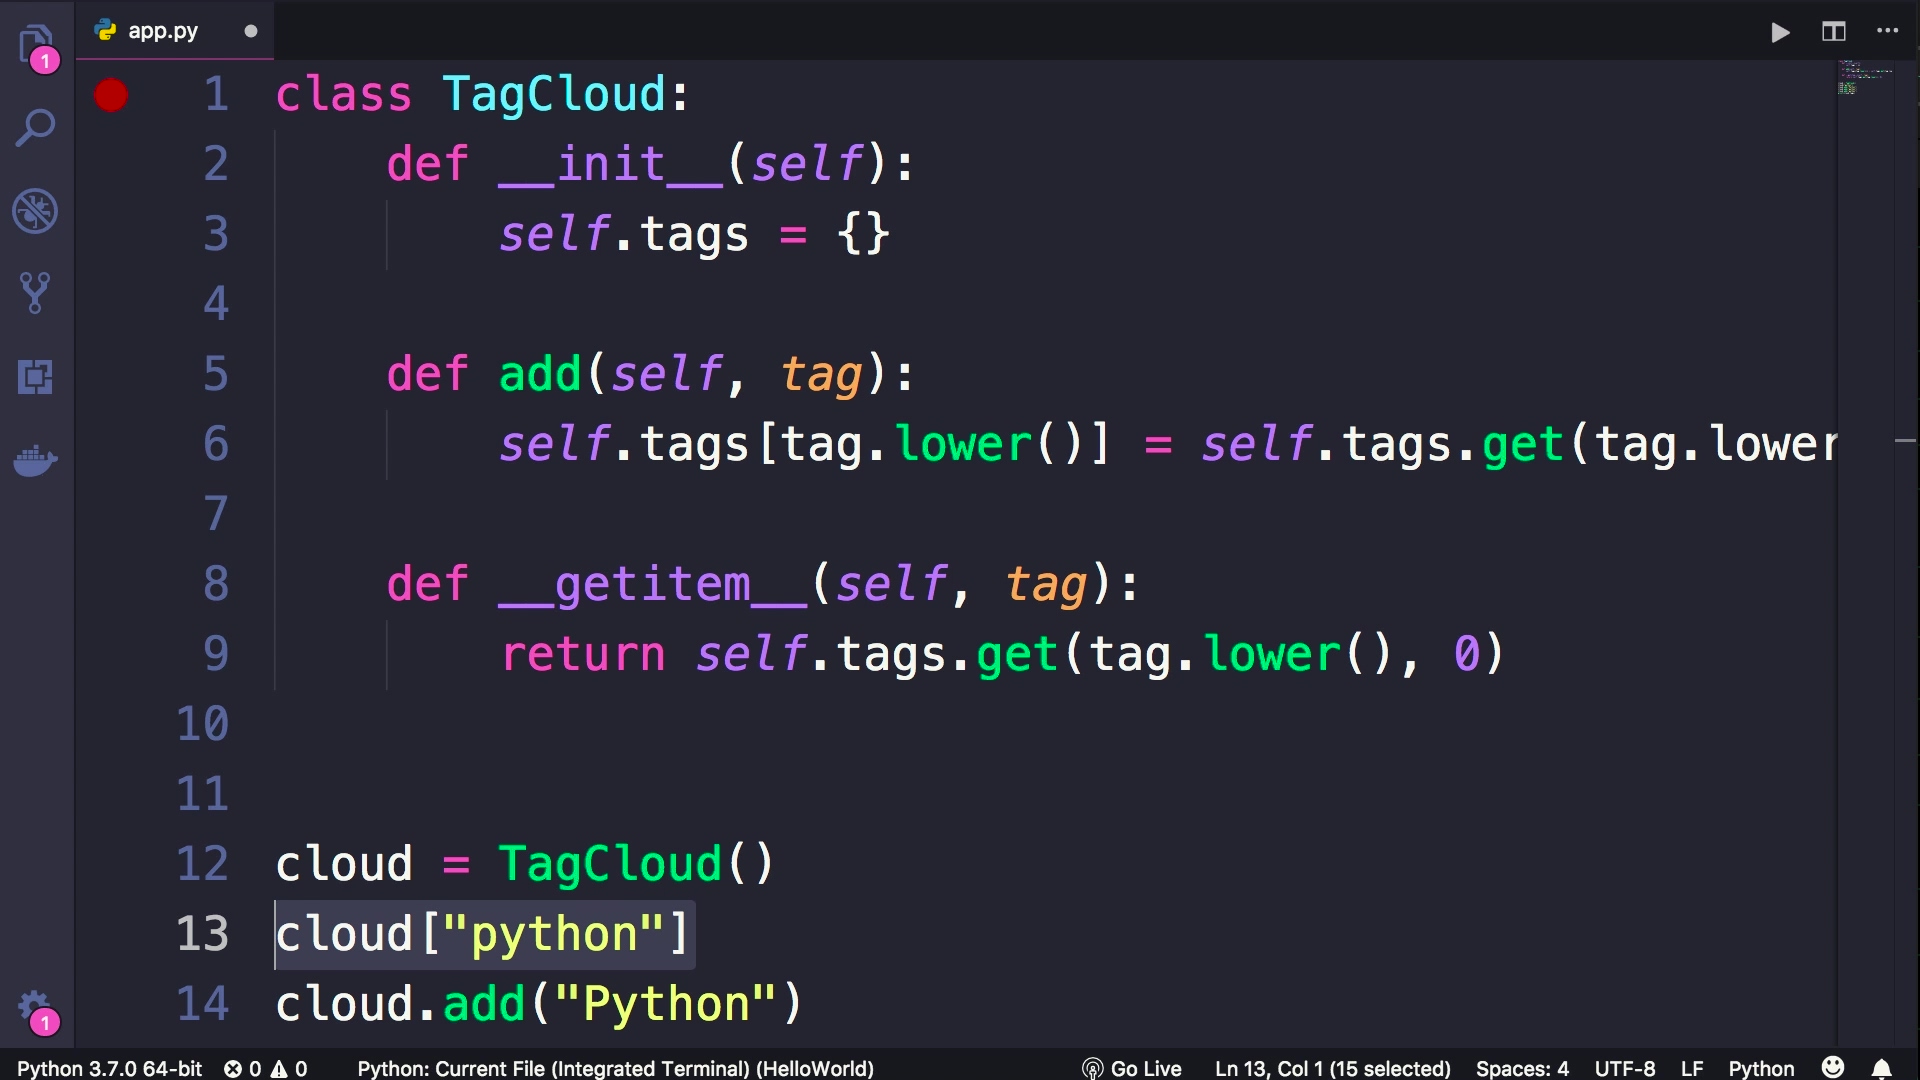 app.py
1
1 class TagCloud:
2 def __init__(self):
3 self.tags = {}
4
5 def add(self, tag):
6 self.tags[tag.lower()] = self.tags.get(tag.lower
7
8 def __getitem__(self, tag):
9 return self.tags.get(tag.lower(), 0)
10
11
12 cloud = TagCloud()
13 cloud["python"]
14 cloud.add("Python")
1
Python 3.7.0 64-bit 0 0 Python: Current File (Integrated Terminal) (HelloWorld) Go Live Ln 13, Col 1 (15 selected) Spaces: 4 UTF-8 LF Python